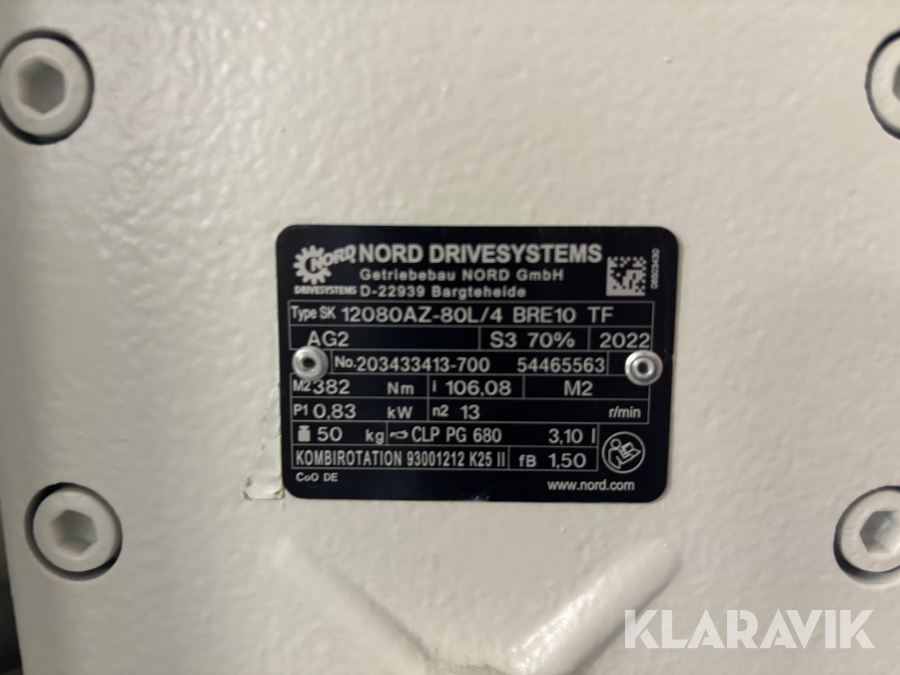 NORD
DRIVESYSTEMS
NORD DRIVESYSTEMS
Getriebebau NORD GmbH
D-22939 Bargteheide
06503430
Type SK 12080AZ-80L/4 BRE10 TF
AG2 S3 70% 2022
No. 203433413-700 54465563
M2 382 Nm i 106,08 M2
P1 0,83 kW n2 13 r/min
50 kg CLP PG 680 3,10 l
KOMBIROTATION 93001212 K25 II fB 1,50
CoO DE www.nord.com
KLARAVIK